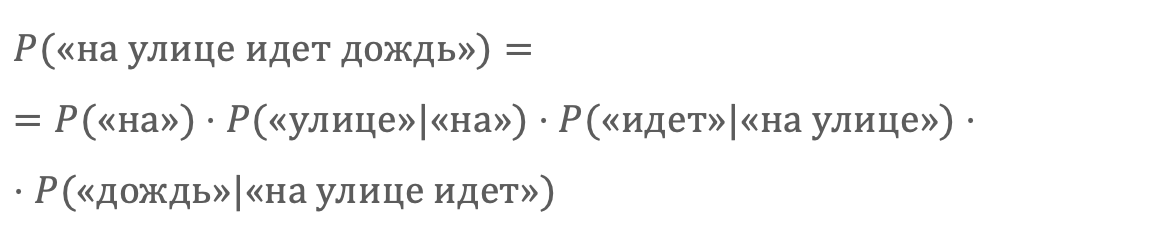 P(«на улице идет дождь») =
= P(«на») · P(«улице»|«на») · P(«идет»|«на улице») ·
· P(«дождь»|«на улице идет»)